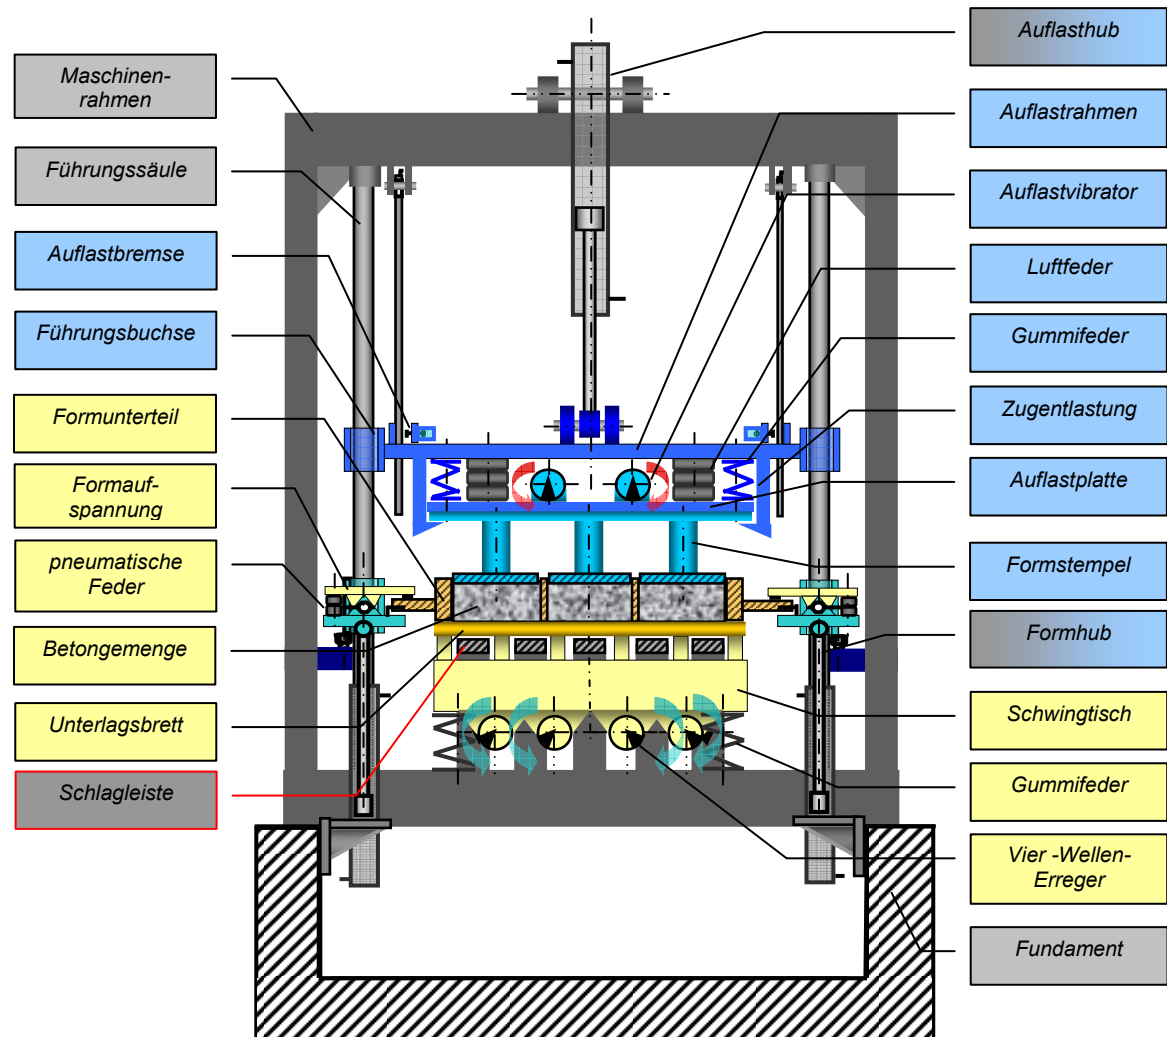 Maschinen-
rahmen
Führungssäule
Auflastbremse
Führungsbuchse
Formunterteil
Formauf-
spannung
pneumatische
Feder
Betongemenge
Unterlagsbrett
Schlagleiste
Auflasthub
Auflastrahmen
Auflastvibrator
Luftfeder
Gummifeder
Zugentlastung
Auflastplatte
Formstempel
Formhub
Schwingtisch
Gummifeder
Vier -Wellen-
Erreger
Fundament